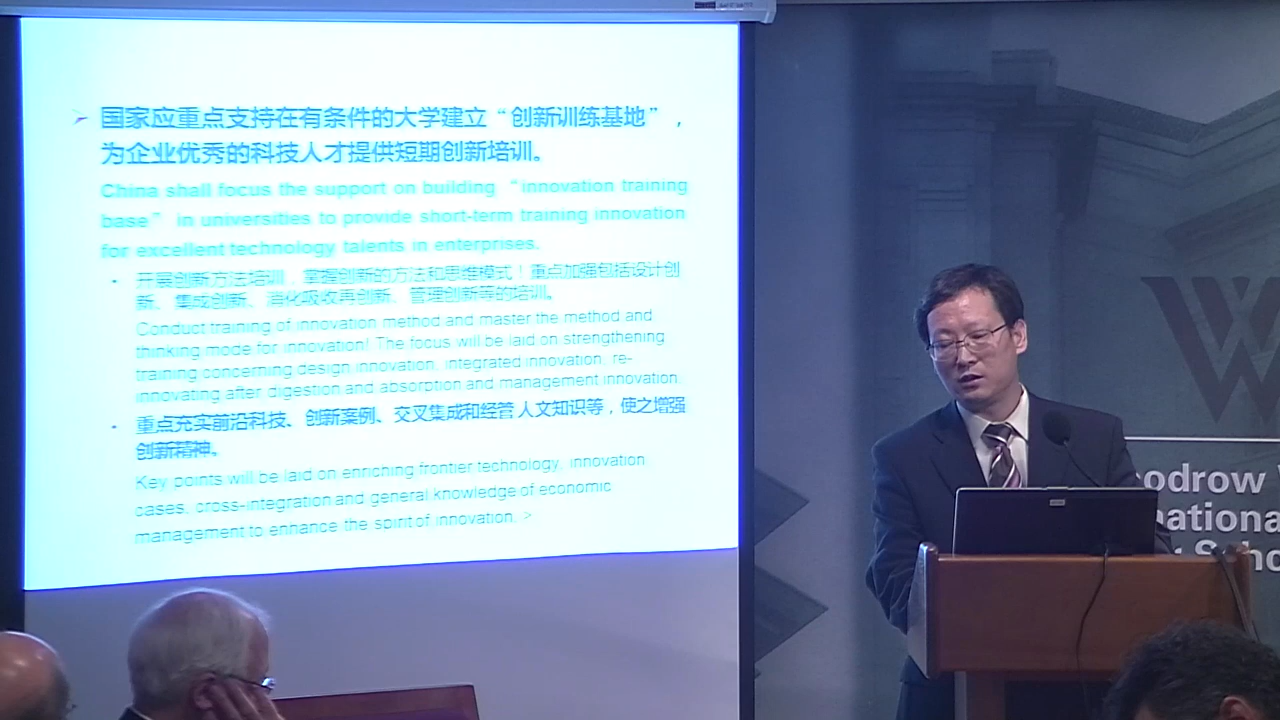 国家应重点支持在有条件的大学建立“创新训练基地”，
为企业优秀的科技人才提供短期创新培训。
China shall focus the support on building “innovation training
base” in universities to provide short-term training innovation
for excellent technology talents in enterprises.
开展创新方法培训，掌握创新的方法和思维模式！重点加强包括设计创
新、集成创新、消化吸收再创新、管理创新等的培训。
Conduct training of innovation method and master the method and
thinking mode for innovation! The focus will be laid on strengthening
training concerning design innovation, integrated innovation, re-
innovating after digestion and absorption and management innovation.
重点充实前沿科技、创新案例、交叉集成和经管人文知识等，使之增强
创新精神。
Key points will be laid on enriching frontier technology, innovation
cases, cross-integration and general knowledge of economic
management to enhance the spirit of innovation. >
W
odrow
nationa